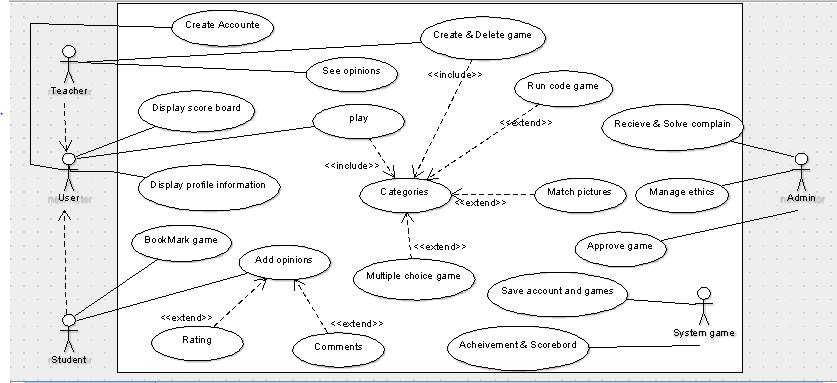 Create Accounte
Create & Delete game
Teacher
See opinions
<<include>>
Run code game
Display score board
play
<<extend>>
Recieve & Solve complain
<<include>>
User
Display profile information
Categories
<<extend>>
Match pictures
Manage ethics
Admin
BookMark game
Add opinions
<<extend>>
Approve game
Multiple choice game
Save account and games
<<extend>>
<<extend>>
System game
Rating
Comments
Acheivement & Scorebord
Student